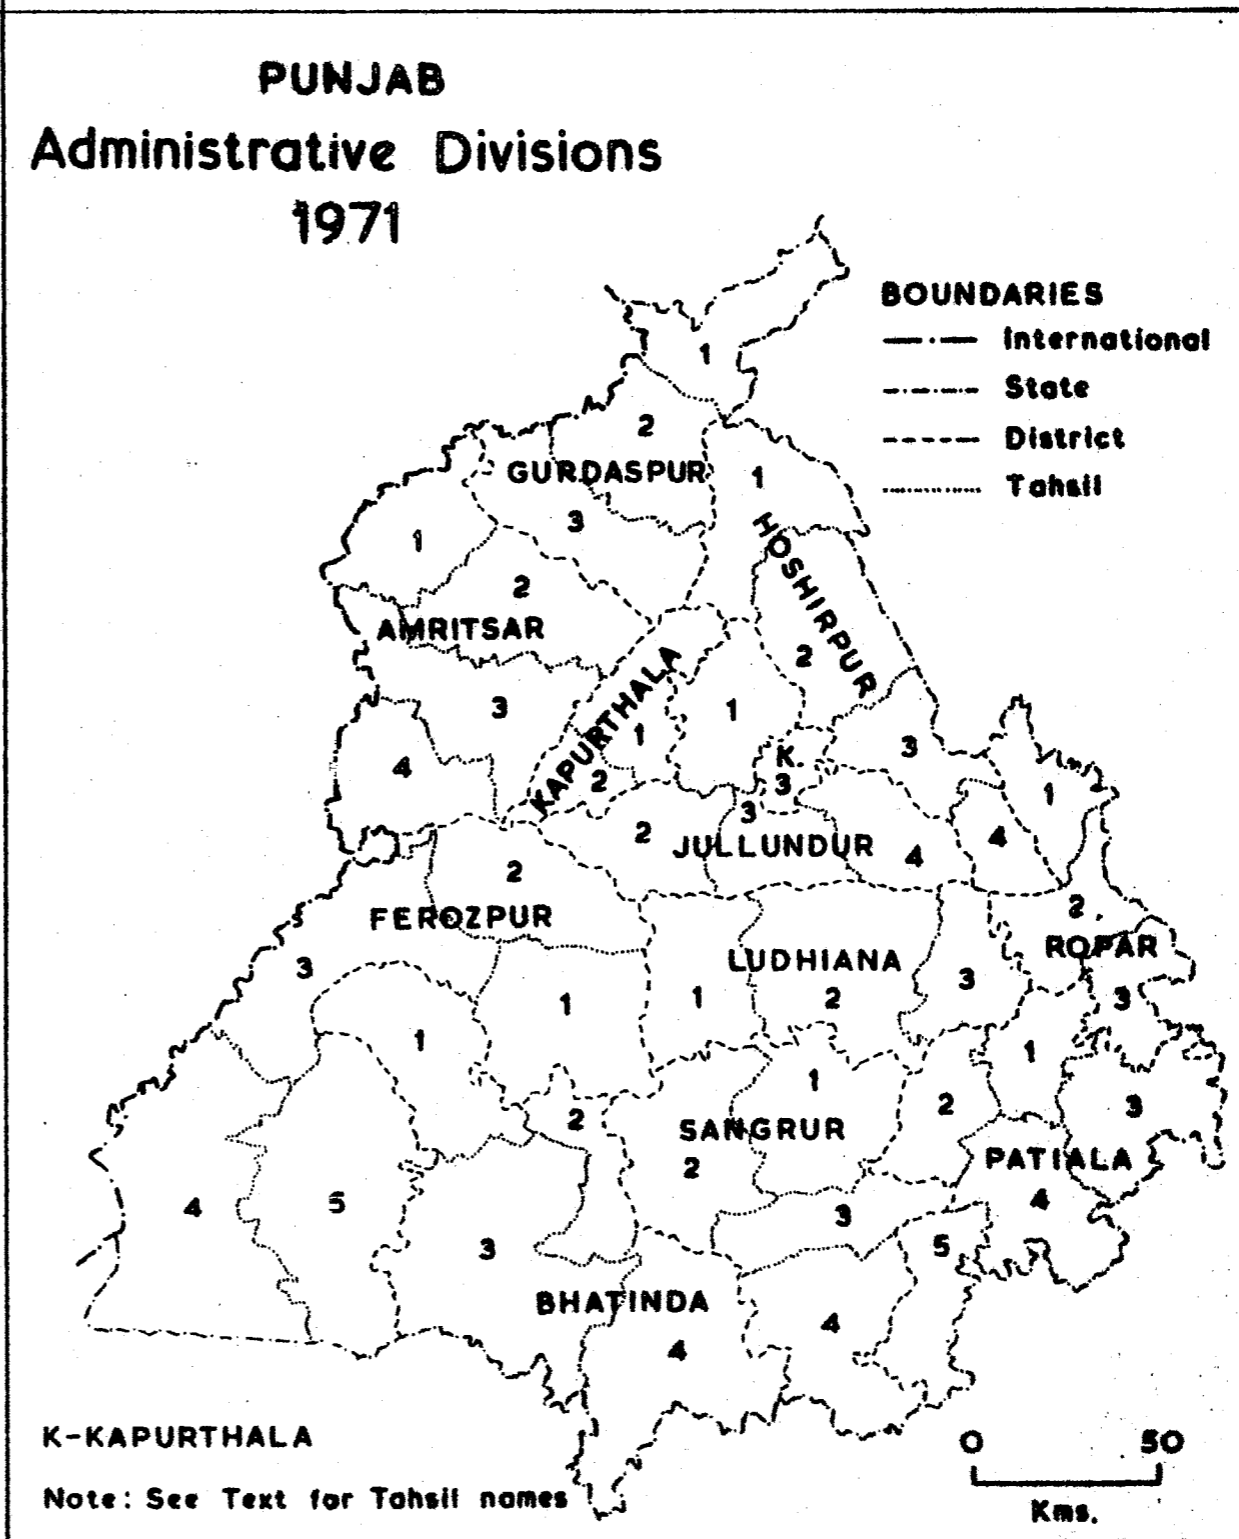 PUNJAB
Administrative Divisions
1971
BOUNDARIES
International
State
District
Tahsil
1
2
GURDASPUR
3
1
HOSHIRPUR
2
3
4
1
2
AMRITSAR
3
4
KAPURTHALA
1
2
K.
3
1
2
3
JULLUNDUR
4
2
FEROZPUR
3
1
4
5
1
LUDHIANA
2
3
1
2
ROPAR
3
1
2
3
PATIALA
4
5
1
SANGRUR
2
3
4
1
2
3
BHATINDA
4
K-KAPURTHALA
Note: See Text for Tahsil names
0 50
Kms.